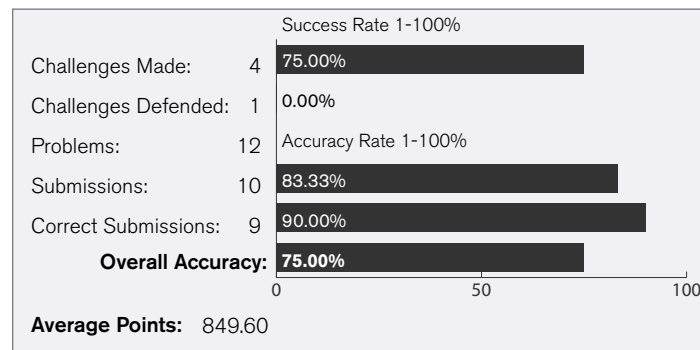 Success Rate 1-100%
Challenges Made: 4 75.00%
Challenges Defended: 1 0.00%
Problems: 12 Accuracy Rate 1-100%
Submissions: 10 83.33%
Correct Submissions: 9 90.00%
Overall Accuracy: 75.00%
0 50 100
Average Points: 849.60